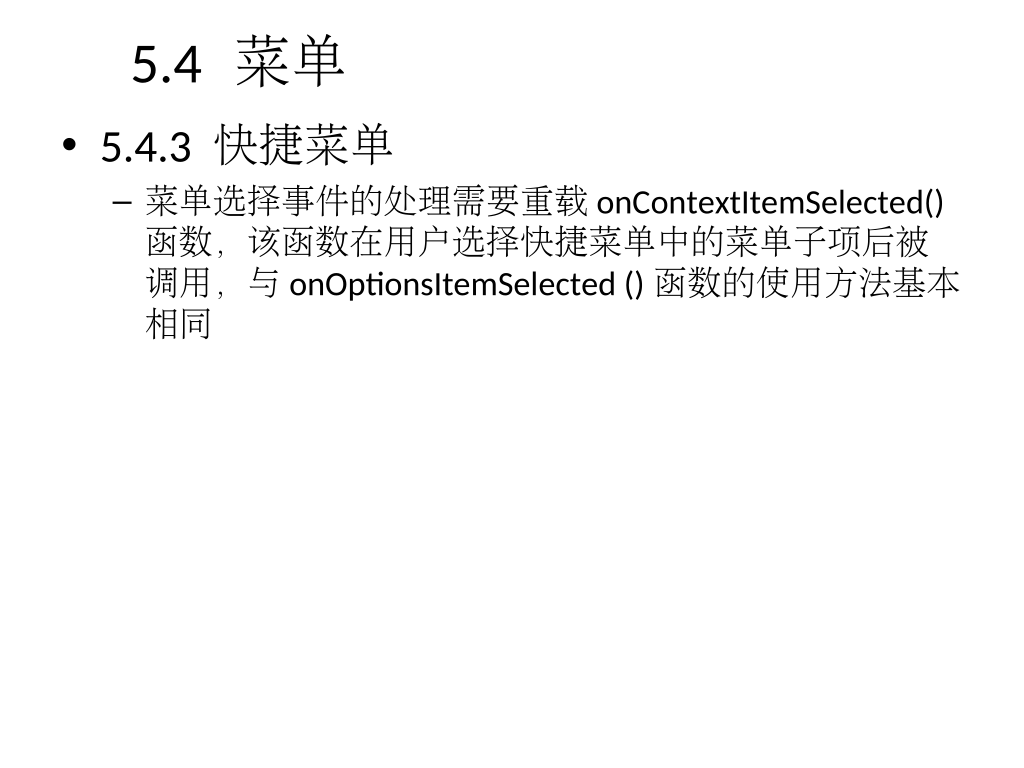 5.4 菜单
• 5.4.3 快捷菜单
– 菜单选择事件的处理需要重载 onContextItemSelected()
函数，该函数在用户选择快捷菜单中的菜单子项后被
调用，与 onOptionsItemSelected () 函数的使用方法基本
相同